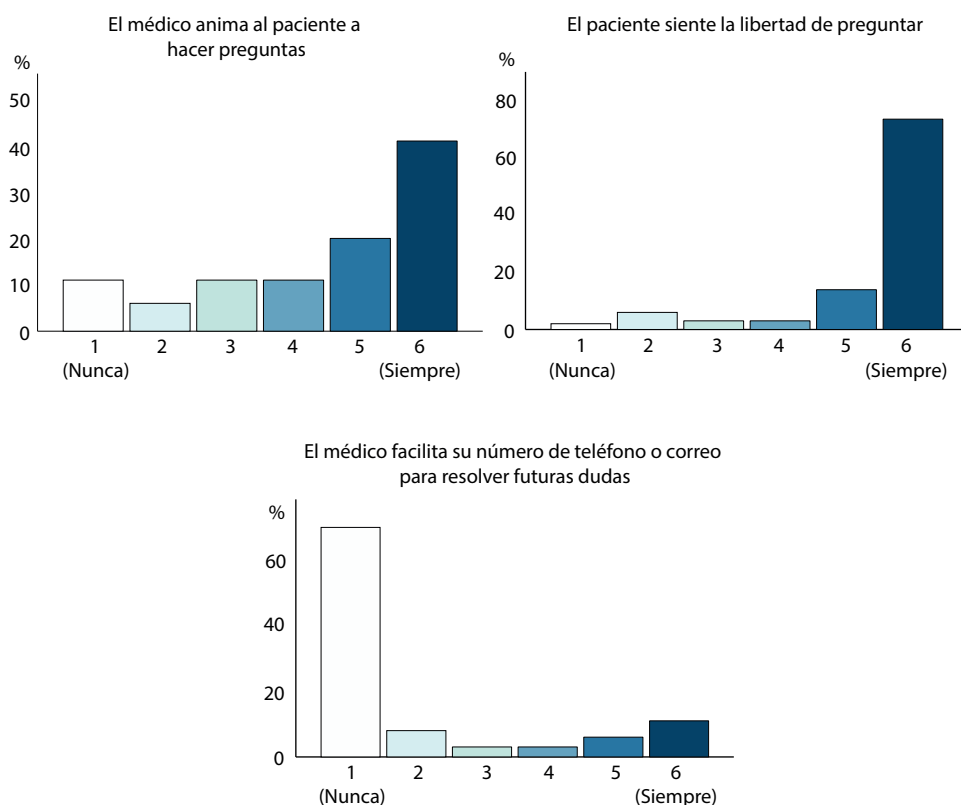 El médico anima al paciente a
hacer preguntas
%
50
40
30
20
10
0
1 2 3 4 5 6
(Nunca) (Siempre)
El paciente siente la libertad de preguntar
%
80
60
40
20
0
1 2 3 4 5 6
(Nunca) (Siempre)
El médico facilita su número de teléfono o correo
para resolver futuras dudas
%
60
40
20
0
1 2 3 4 5 6
(Nunca) (Siempre)